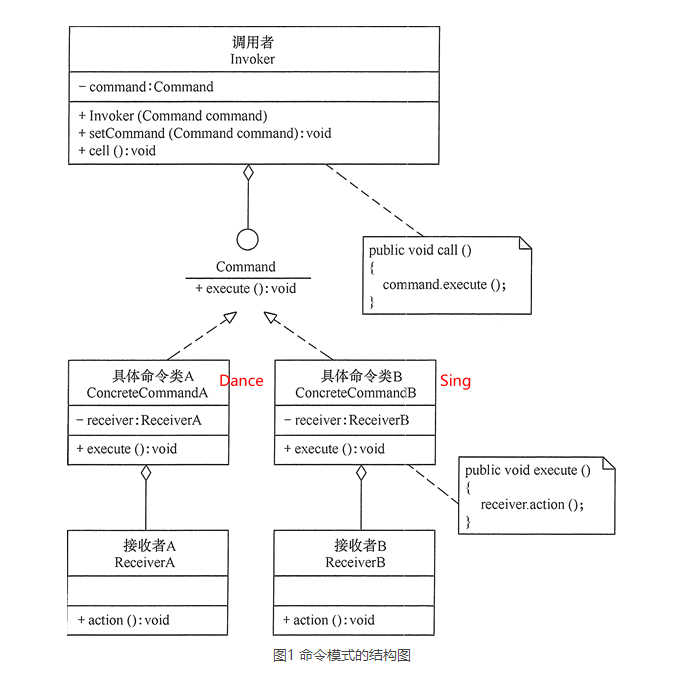 调用者
Invoker
- command:Command
+ Invoker (Command command)
+ setCommand (Command command): void
+ cell (): void
public void call ()
{
command.execute ();
}
Command
+ execute (): void
具体命令类A
ConcreteCommandA
Dance
- receiver:ReceiverA
+ execute (): void
具体命令类B
ConcreteCommandB
Sing
- receiver:ReceiverB
+ execute (): void
public void execute ()
{
receiver.action ();
}
接收者A
ReceiverA
+ action (): void
接收者B
ReceiverB
+ action (): void
图1 命令模式的结构图